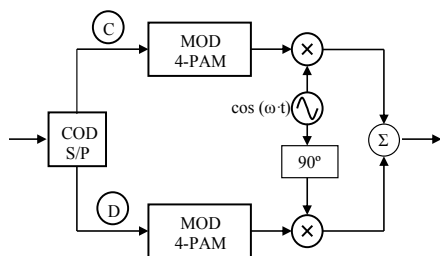 C
MOD
4-PAM
×
cos (ω·t)
COD
S/P
90º
Σ
D
MOD
4-PAM
×